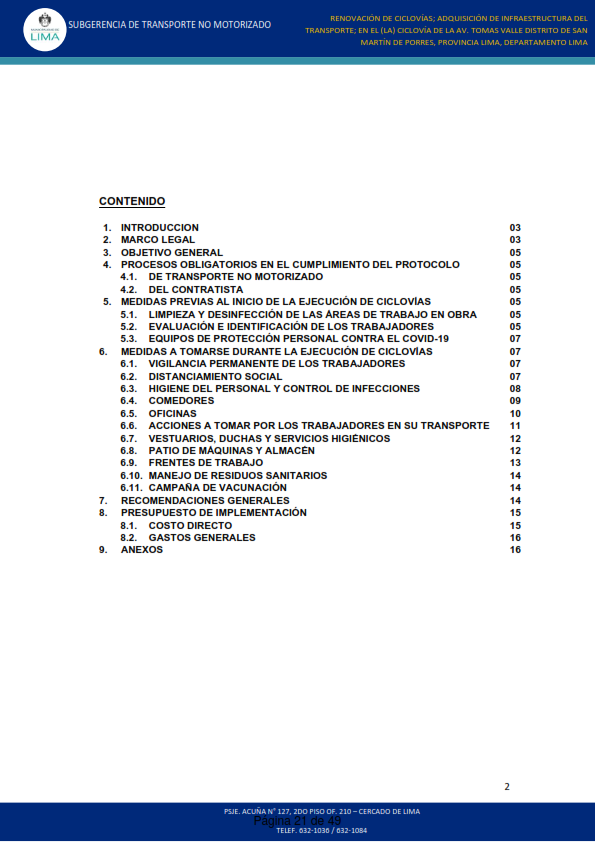 LIMA
SUBGERENCIA DE TRANSPORTE NO MOTORIZADO
RENOVACIÓN DE CICLOVÍAS; ADQUISICIÓN DE INFRAESTRUCTURA DEL
TRANSPORTE; EN EL (LA) CICLOVÍA DE LA AV. TOMAS VALLE DISTRITO DE SAN
MARTÍN DE PORRES, PROVINCIA LIMA, DEPARTAMENTO LIMA
CONTENIDO
1. INTRODUCCION 03
2. MARCO LEGAL 03
3. OBJETIVO GENERAL 05
4. PROCESOS OBLIGATORIOS EN EL CUMPLIMIENTO DEL PROTOCOLO 05
4.1. DE TRANSPORTE NO MOTORIZADO 05
4.2. DEL CONTRATISTA 05
5. MEDIDAS PREVIAS AL INICIO DE LA EJECUCIÓN DE CICLOVÍAS 05
5.1. LIMPIEZA Y DESINFECCIÓN DE LAS ÁREAS DE TRABAJO EN OBRA 05
5.2. EVALUACIÓN E IDENTIFICACIÓN DE LOS TRABAJADORES 05
5.3. EQUIPOS DE PROTECCIÓN PERSONAL CONTRA EL COVID-19 07
6. MEDIDAS A TOMARSE DURANTE LA EJECUCIÓN DE CICLOVÍAS 07
6.1. VIGILANCIA PERMANENTE DE LOS TRABAJADORES 07
6.2. DISTANCIAMIENTO SOCIAL 07
6.3. HIGIENE DEL PERSONAL Y CONTROL DE INFECCIONES 08
6.4. COMEDORES 09
6.5. OFICINAS 10
6.6. ACCIONES A TOMAR POR LOS TRABAJADORES EN SU TRANSPORTE 11
6.7. VESTUARIOS, DUCHAS Y SERVICIOS HIGIÉNICOS 12
6.8. PATIO DE MÁQUINAS Y ALMACÉN 12
6.9. FRENTES DE TRABAJO 13
6.10. MANEJO DE RESIDUOS SANITARIOS 14
6.11. CAMPAÑA DE VACUNACIÓN 14
7. RECOMENDACIONES GENERALES 14
8. PRESUPUESTO DE IMPLEMENTACIÓN 15
8.1. COSTO DIRECTO 15
8.2. GASTOS GENERALES 16
9. ANEXOS 16
2
PSJE. ACUÑA N° 127, 2DO PISO OF. 210 – CERCADO DE LIMA
Página 21 de 49
TELEF. 632-1036 / 632-1084